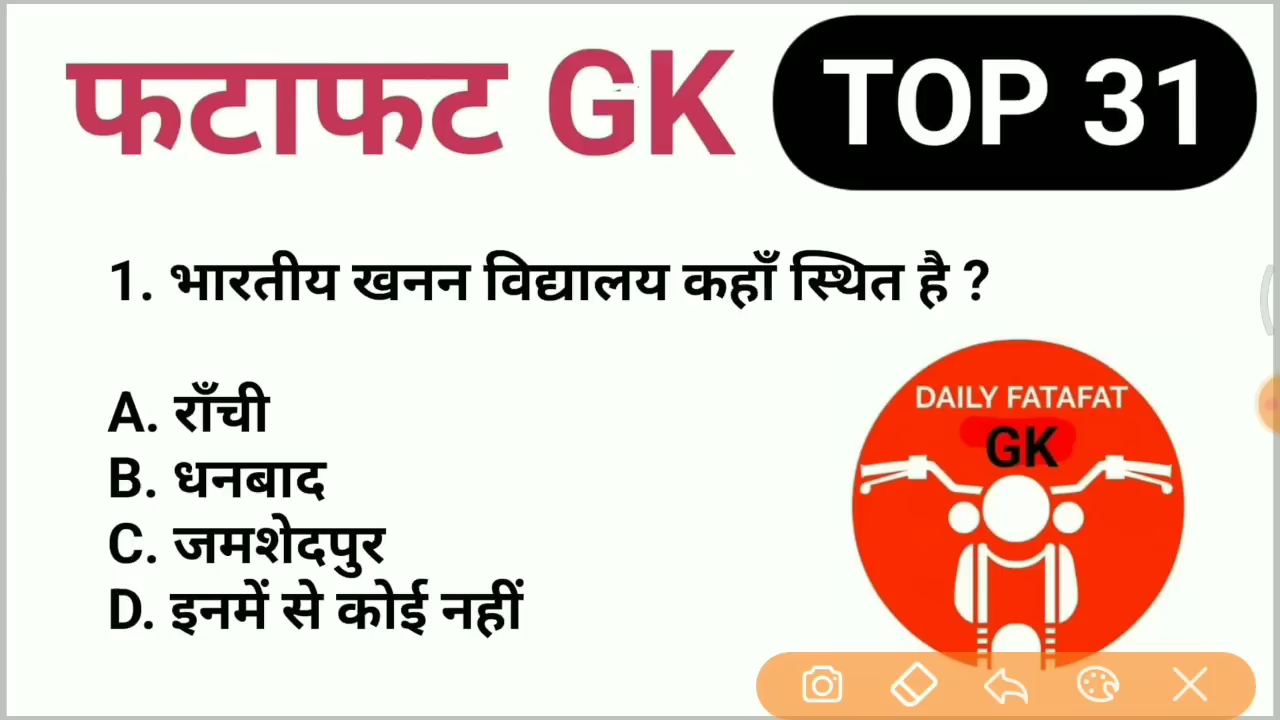 फटाफट GK TOP 31
1. भारतीय खनन विद्यालय कहाँ स्थित है ?
A. राँची
B. धनबाद
C. जमशेदपुर
D. इनमें से कोई नहीं
DAILY FATAFAT
GK